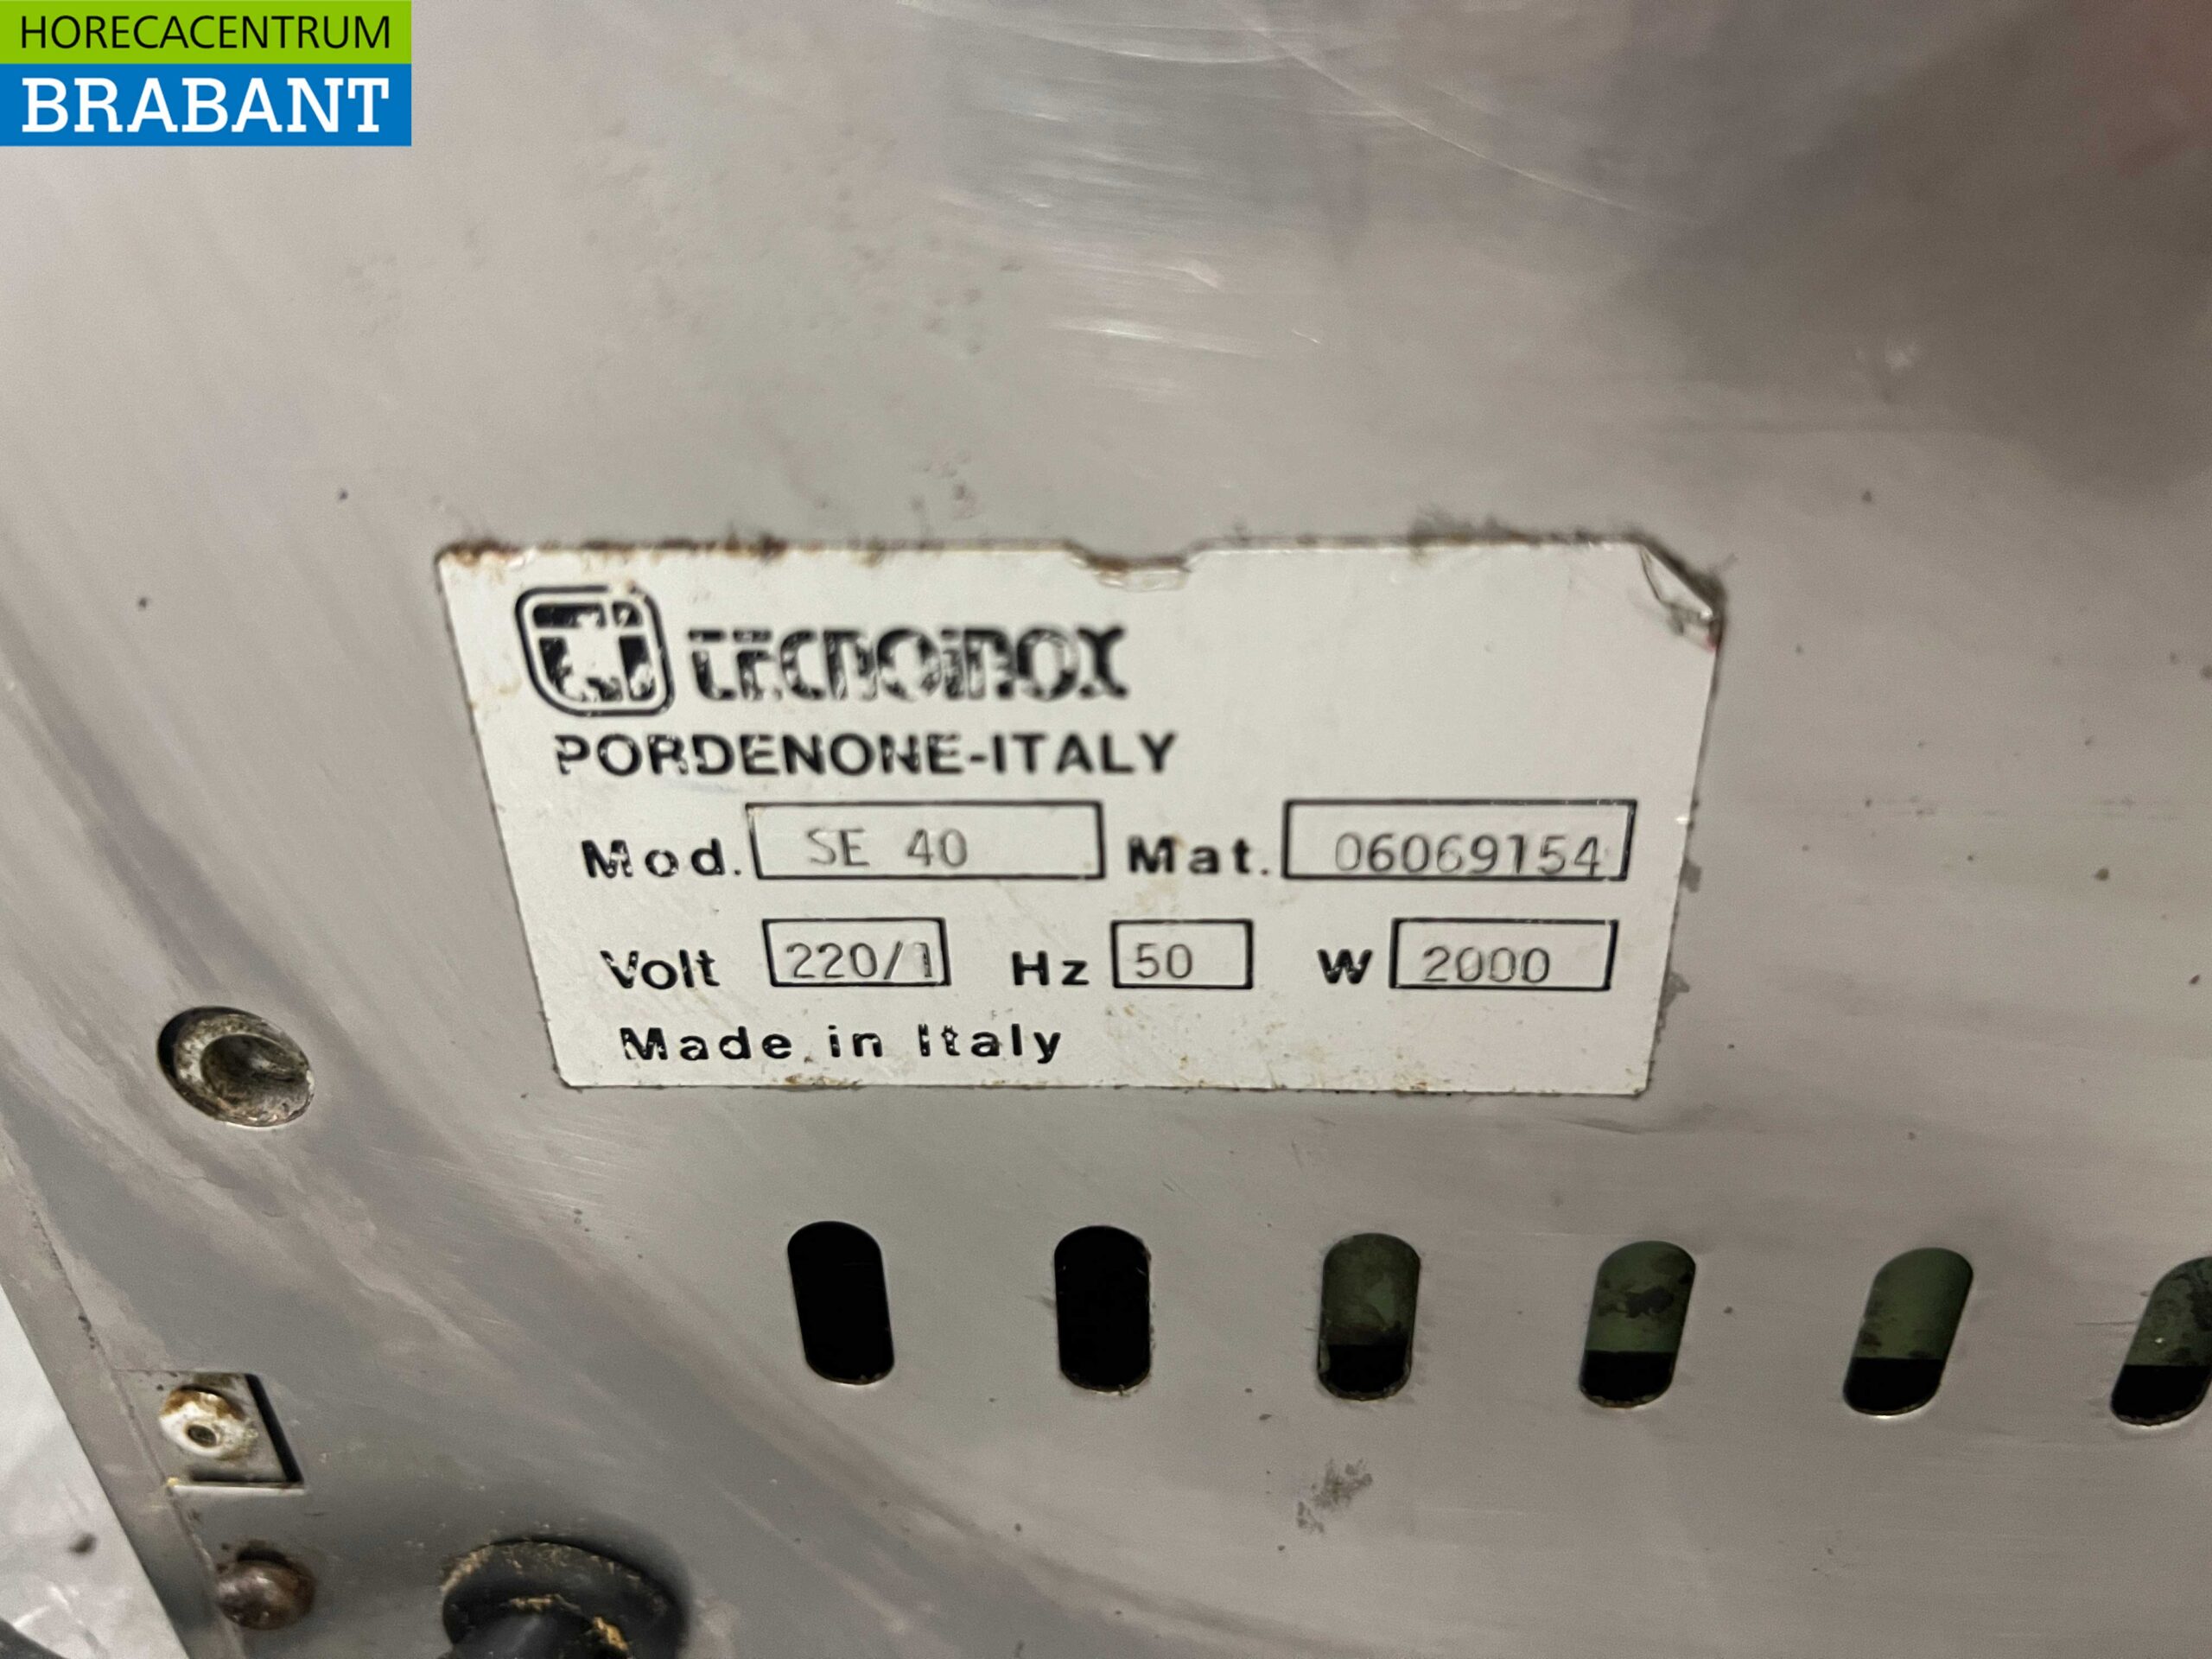 HORECACENTRUM
BRABANT
Ti tecnoinox
PORDENONE-ITALY
Mod. SE 40 Mat. 06069154
Volt 220/1 Hz 50 W 2000
Made in Italy